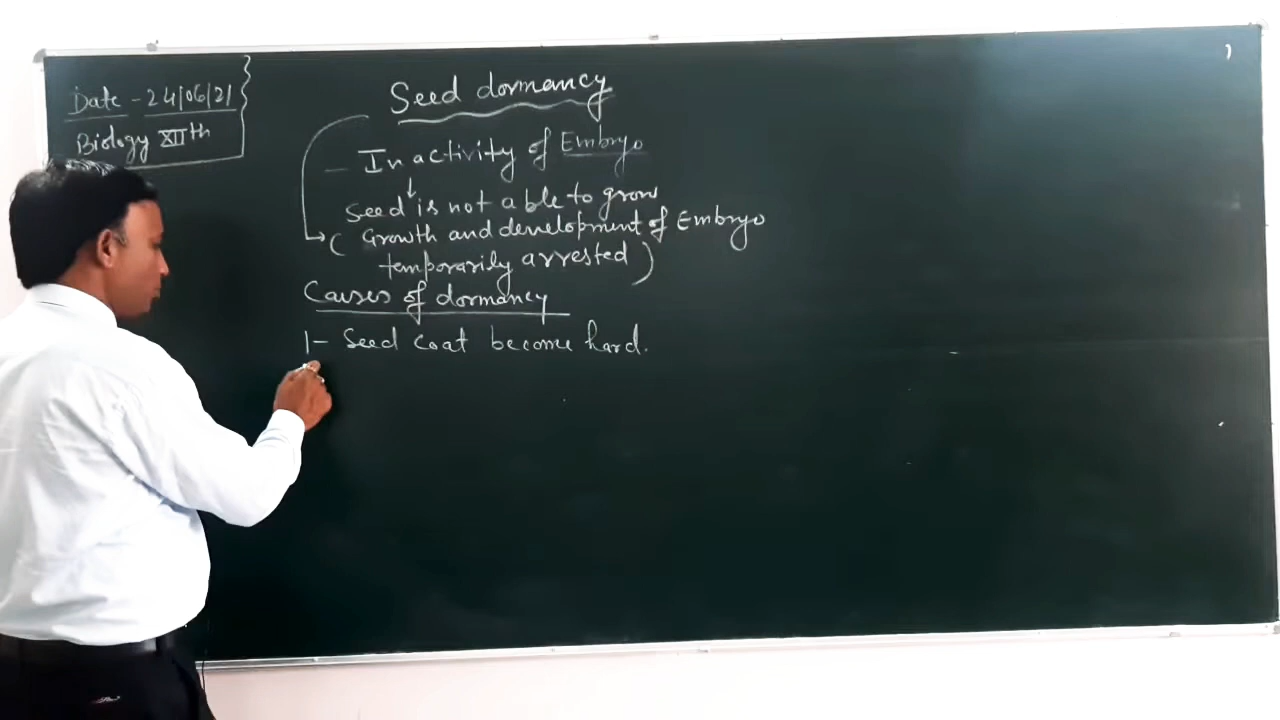 Date - 24/06/21
Biology XIIth
Seed dormancy
- Inactivity of Embryo
Seed is not able to grow
( Growth and development of Embryo
temporarily arrested )
Causes of dormancy
1- Seed coat become hard.